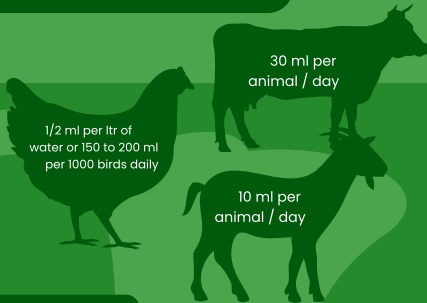 30 ml per
animal / day
1/2 ml per ltr of
water or 150 to 200 ml
per 1000 birds daily
10 ml per
animal / day